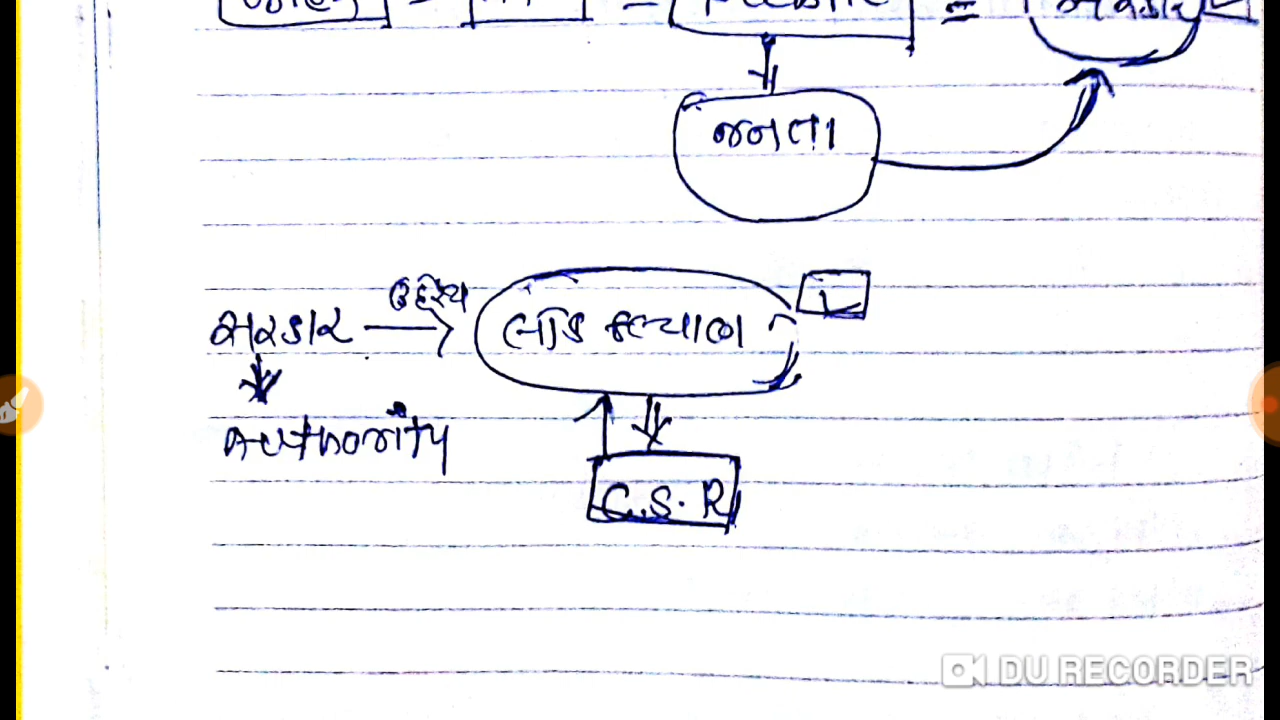 જનતા
ઉદ્દેશ્ય
સરકાર
લોક કલ્યાણ
Authority
C.S.R
DU RECORDER